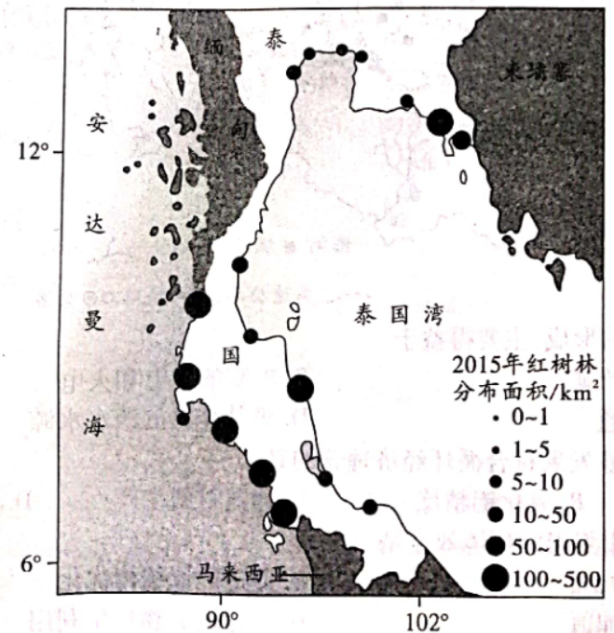 缅
甸
泰
国
柬埔寨
安
达
曼
海
12°
泰国湾
2015年红树林
分布面积/km²
0~1
1~5
5~10
10~50
50~100
100~500
6°
马来西亚
90°
102°